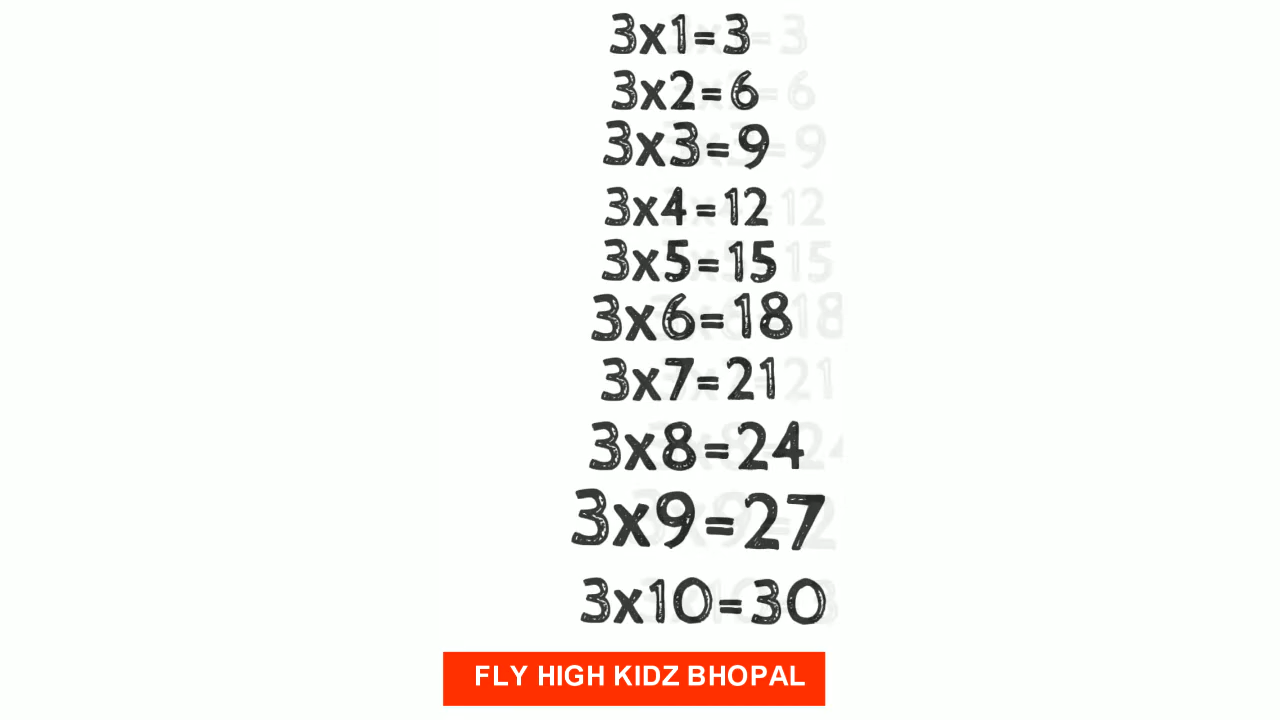 3x1=3
3x2=6
3x3=9
3x4=12
3x5=15
3x6=18
3x7=21
3x8=24
3x9=27
3x10=30
FLY HIGH KIDZ BHOPAL